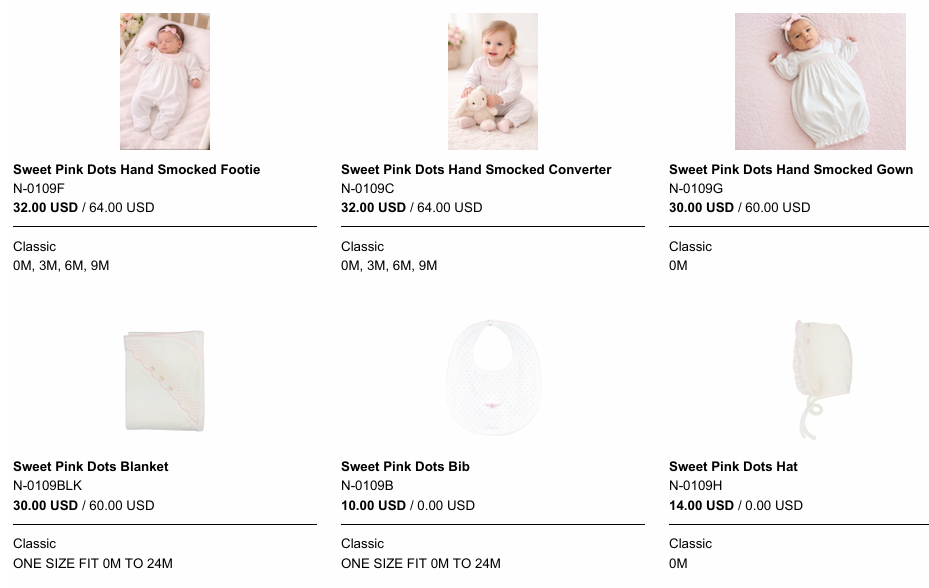 Sweet Pink Dots Hand Smocked Footie
N-0109F
32.00 USD / 64.00 USD
Classic
0M, 3M, 6M, 9M
Sweet Pink Dots Hand Smocked Converter
N-0109C
32.00 USD / 64.00 USD
Classic
0M, 3M, 6M, 9M
Sweet Pink Dots Hand Smocked Gown
N-0109G
30.00 USD / 60.00 USD
Classic
0M
Sweet Pink Dots Blanket
N-0109BLK
30.00 USD / 60.00 USD
Classic
ONE SIZE FIT 0M TO 24M
Sweet Pink Dots Bib
N-0109B
10.00 USD / 0.00 USD
Classic
ONE SIZE FIT 0M TO 24M
Sweet Pink Dots Hat
N-0109H
14.00 USD / 0.00 USD
Classic
0M